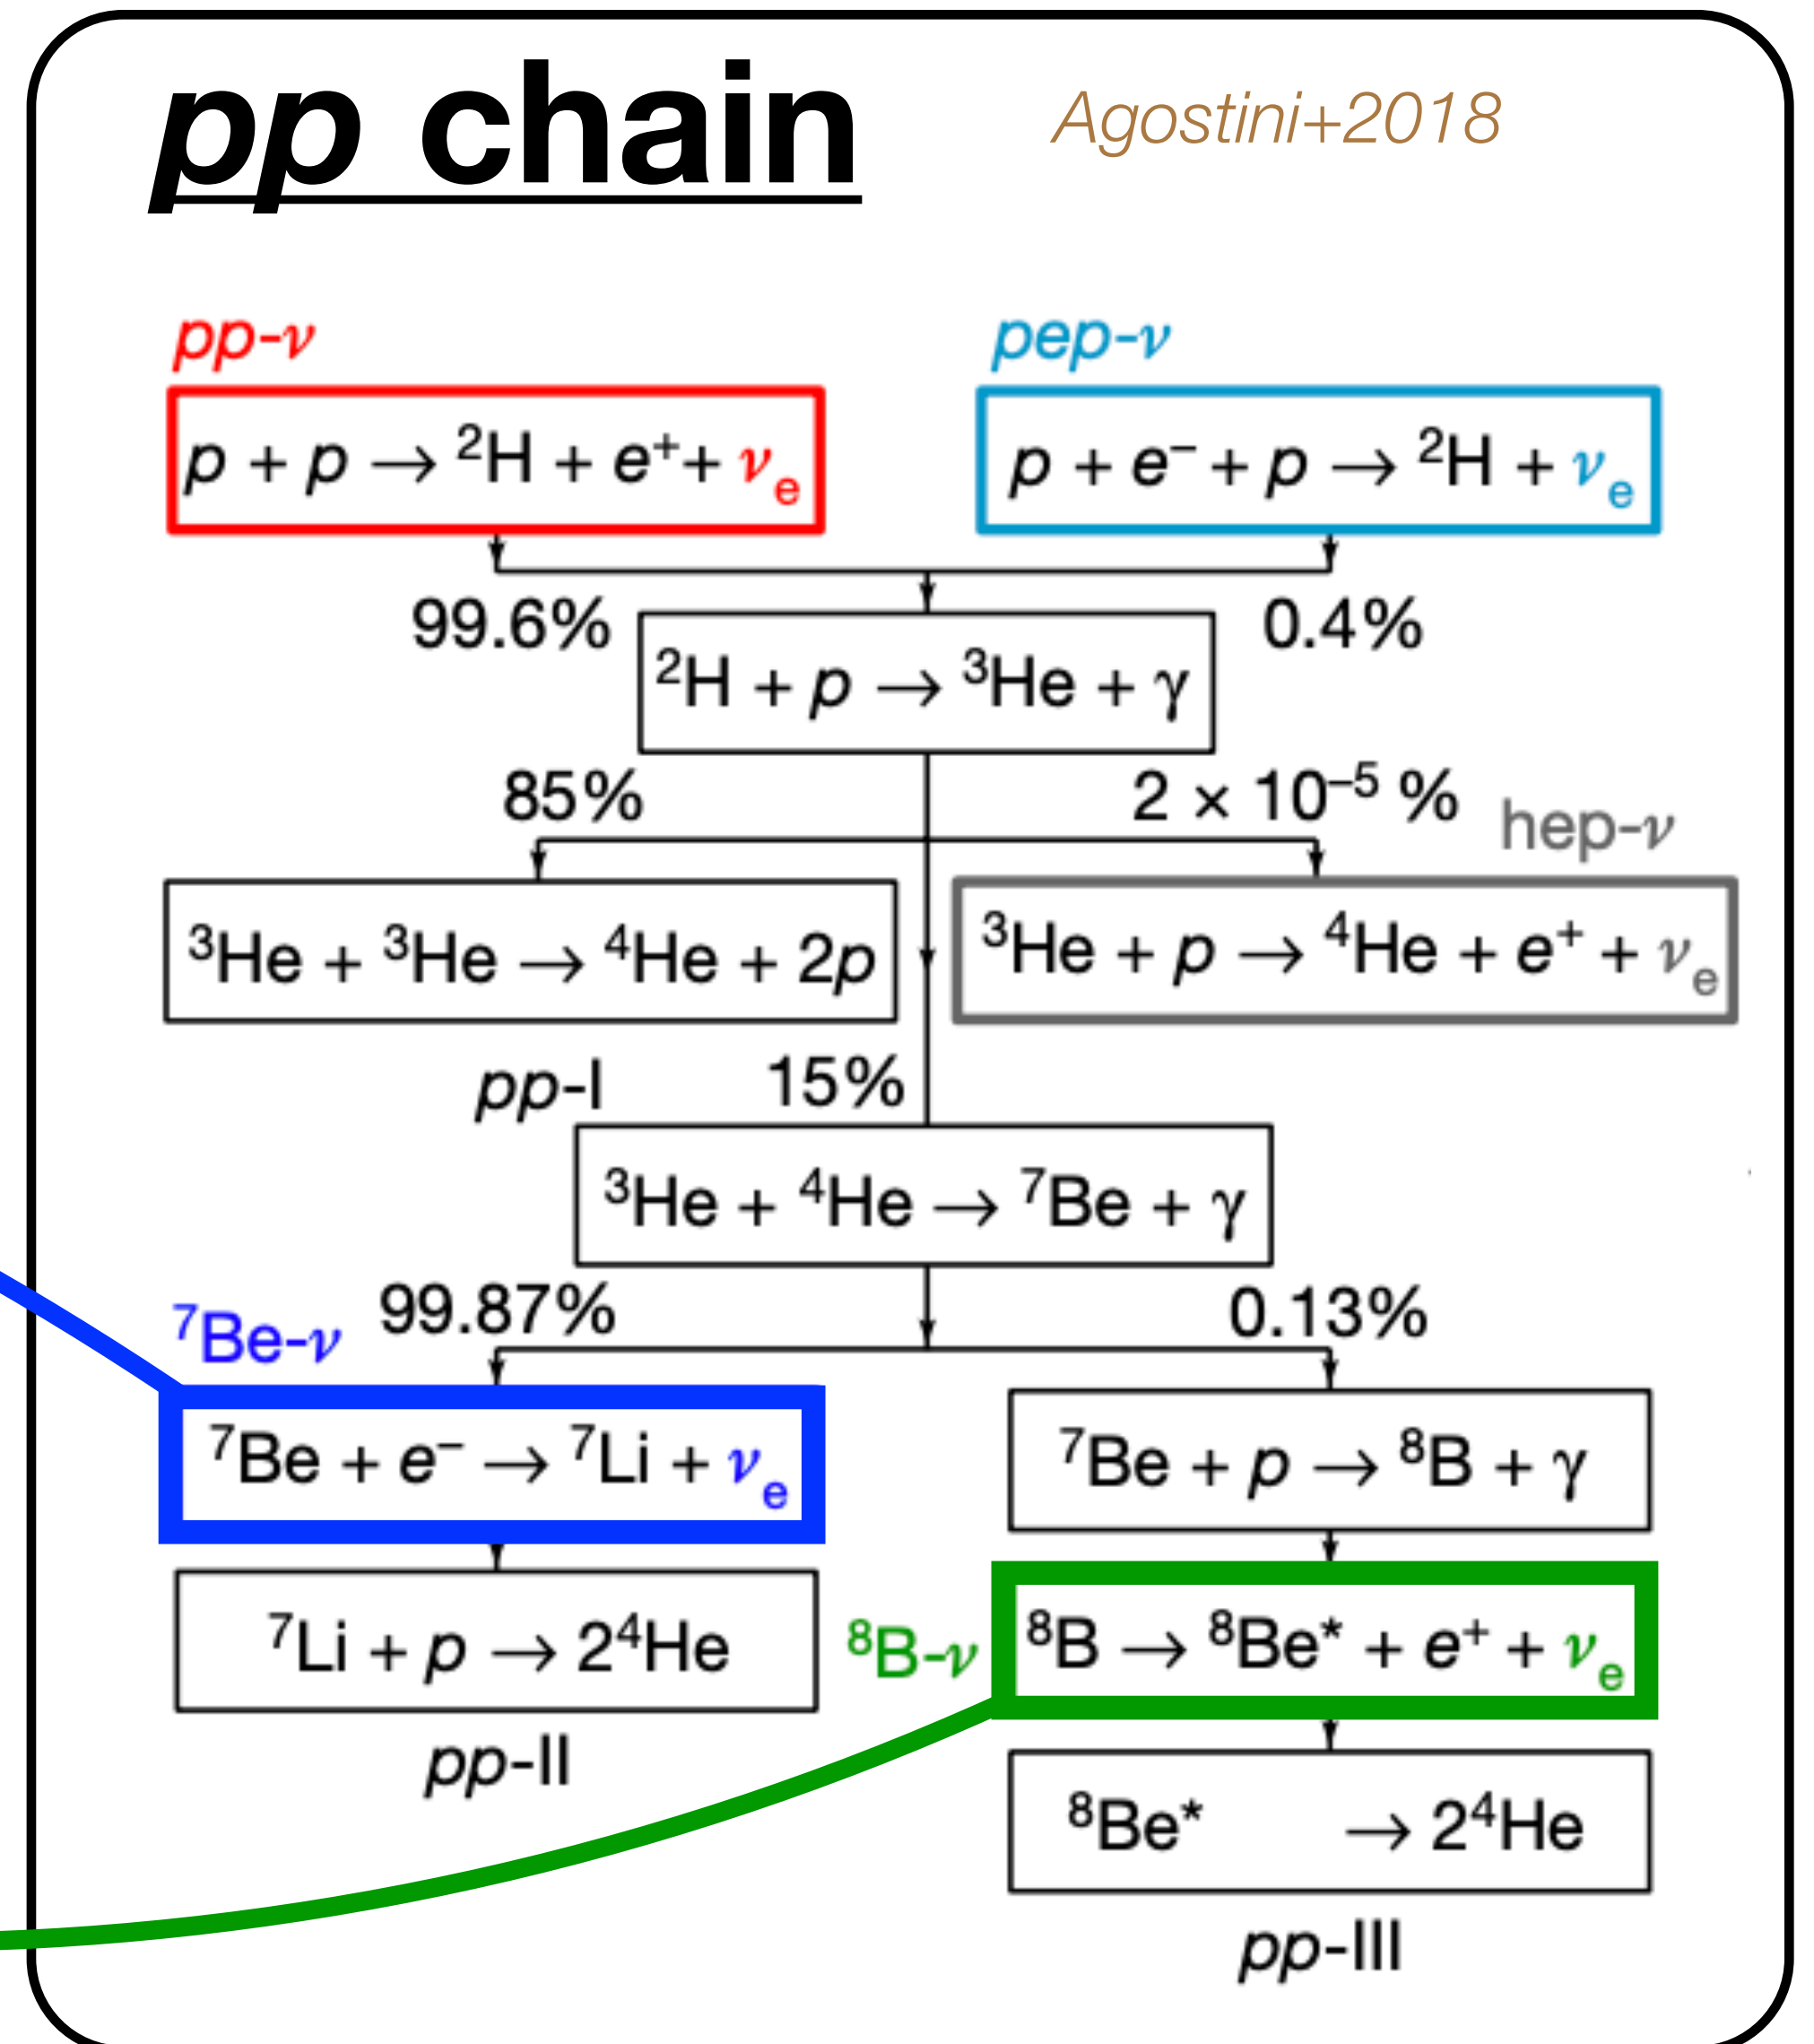 pp chain
Agostini+2018
pp-ν
pep-ν
p + p → ²H + e⁺+ νₑ
p + e⁻ + p → ²H + νₑ
99.6%
0.4%
²H + p → ³He + γ
85%
2 × 10⁻⁵ %
hep-ν
³He + ³He → ⁴He + 2p
³He + p → ⁴He + e⁺ + νₑ
pp-I
15%
³He + ⁴He → ⁷Be + γ
⁷Be-ν
99.87%
0.13%
⁷Be + e⁻ → ⁷Li + νₑ
⁷Be + p → ⁸B + γ
⁷Li + p → 2⁴He
⁸B-ν
⁸B → ⁸Be* + e⁺ + νₑ
pp-II
⁸Be* → 2⁴He
pp-III